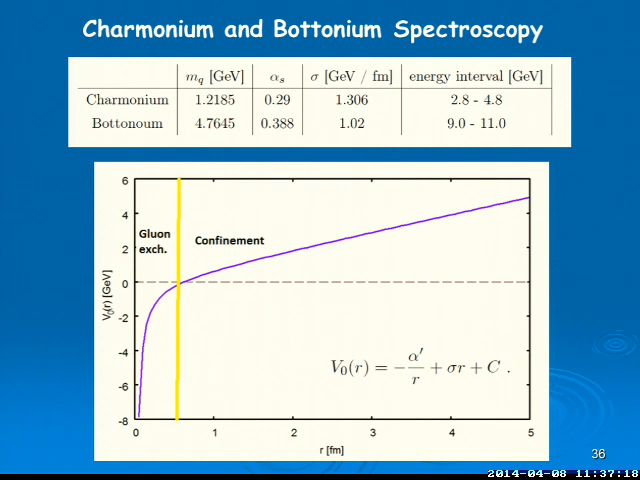 Charmonium and Bottonium Spectroscopy
m_q [GeV] α_s σ [GeV / fm] energy interval [GeV]
Charmonium 1.2185 0.29 1.306 2.8 - 4.8
Bottonoum 4.7645 0.388 1.02 9.0 - 11.0
6
4
2
0
-2
-4
-6
-8
V₀(r) [GeV]
Gluon
exch.
Confinement
V₀(r) = −α′/r + σr + C .
0 1 2 3 4 5
r [fm]
36
2014-04-08 11:37:18